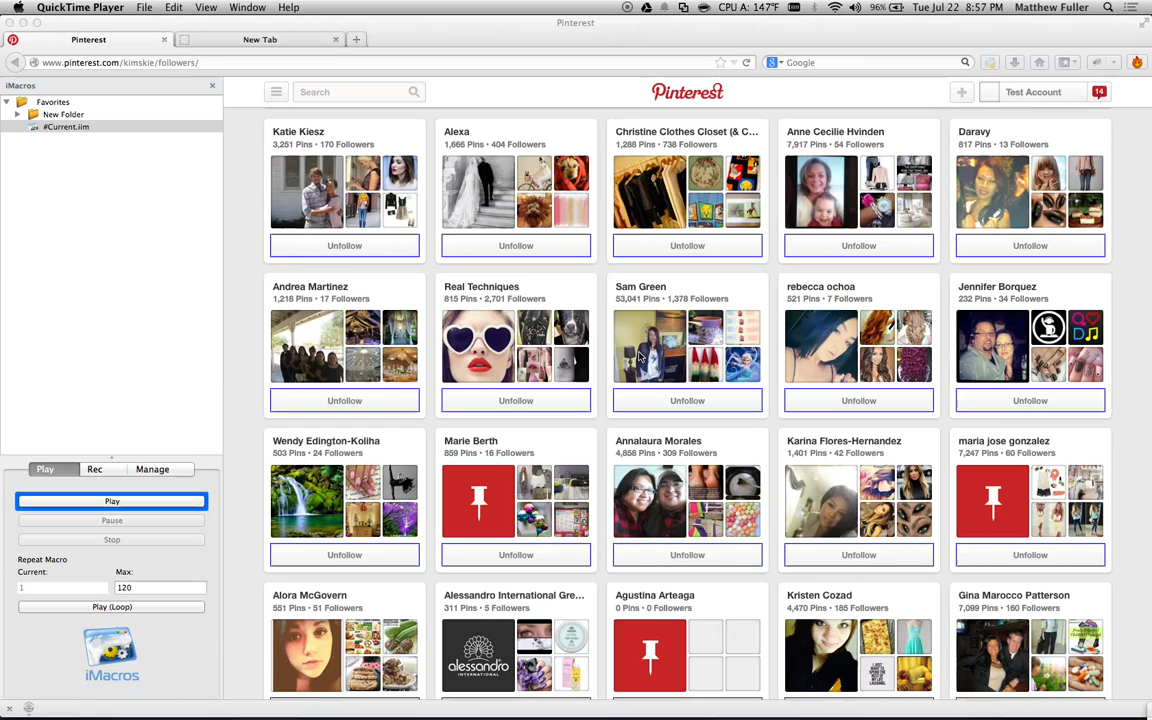 QuickTime Player File Edit View Window Help CPU A: 147°F 96% Tue Jul 22 8:57 PM Matthew Fuller
Pinterest
Pinterest New Tab
www.pinterest.com/kimskie/followers/ Google
iMacros
Favorites
New Folder
#Current.iim
Search Pinterest Test Account 14
Katie Kiesz Alexa Christine Clothes Closet (& C... Anne Cecilie Hvinden Daravy
3,251 Pins • 170 Followers 1,666 Pins • 404 Followers 1,288 Pins • 738 Followers 7,917 Pins • 54 Followers 817 Pins • 13 Followers
Unfollow Unfollow Unfollow Unfollow Unfollow
Andrea Martinez Real Techniques Sam Green rebecca ochoa Jennifer Borquez
1,218 Pins • 17 Followers 815 Pins • 2,701 Followers 53,041 Pins • 1,378 Followers 521 Pins • 7 Followers 232 Pins • 34 Followers
Unfollow Unfollow Unfollow Unfollow Unfollow
Wendy Edington-Koliha Marie Berth Annalaura Morales Karina Flores-Hernandez maria jose gonzalez
503 Pins • 24 Followers 859 Pins • 16 Followers 4,858 Pins • 309 Followers 1,401 Pins • 42 Followers 7,247 Pins • 60 Followers
Unfollow Unfollow Unfollow Unfollow Unfollow
Alora McGovern Alessandro International Gre... Agustina Arteaga Kristen Cozad Gina Marocco Patterson
551 Pins • 51 Followers 311 Pins • 5 Followers 0 Pins • 0 Followers 4,470 Pins • 185 Followers 7,099 Pins • 160 Followers
alessandro
INTERNATIONAL
Play Rec Manage
Play
Pause
Stop
Repeat Macro
Current: Max:
1 120
Play (Loop)
iMacros